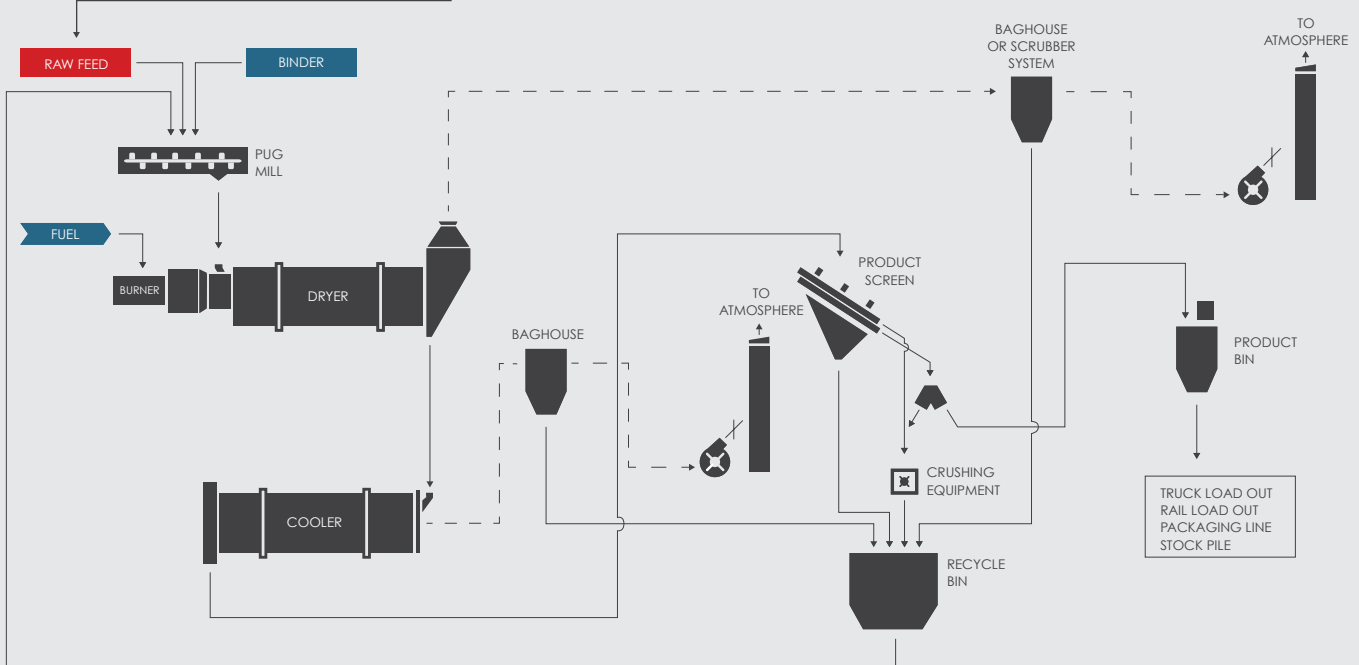 RAW FEED
BINDER
BAGHOUSE
OR SCRUBBER
SYSTEM
TO
ATMOSPHERE
PUG
MILL
FUEL
BURNER
DRYER
PRODUCT
SCREEN
TO
ATMOSPHERE
BAGHOUSE
PRODUCT
BIN
CRUSHING
EQUIPMENT
TRUCK LOAD OUT
RAIL LOAD OUT
PACKAGING LINE
STOCK PILE
COOLER
RECYCLE
BIN